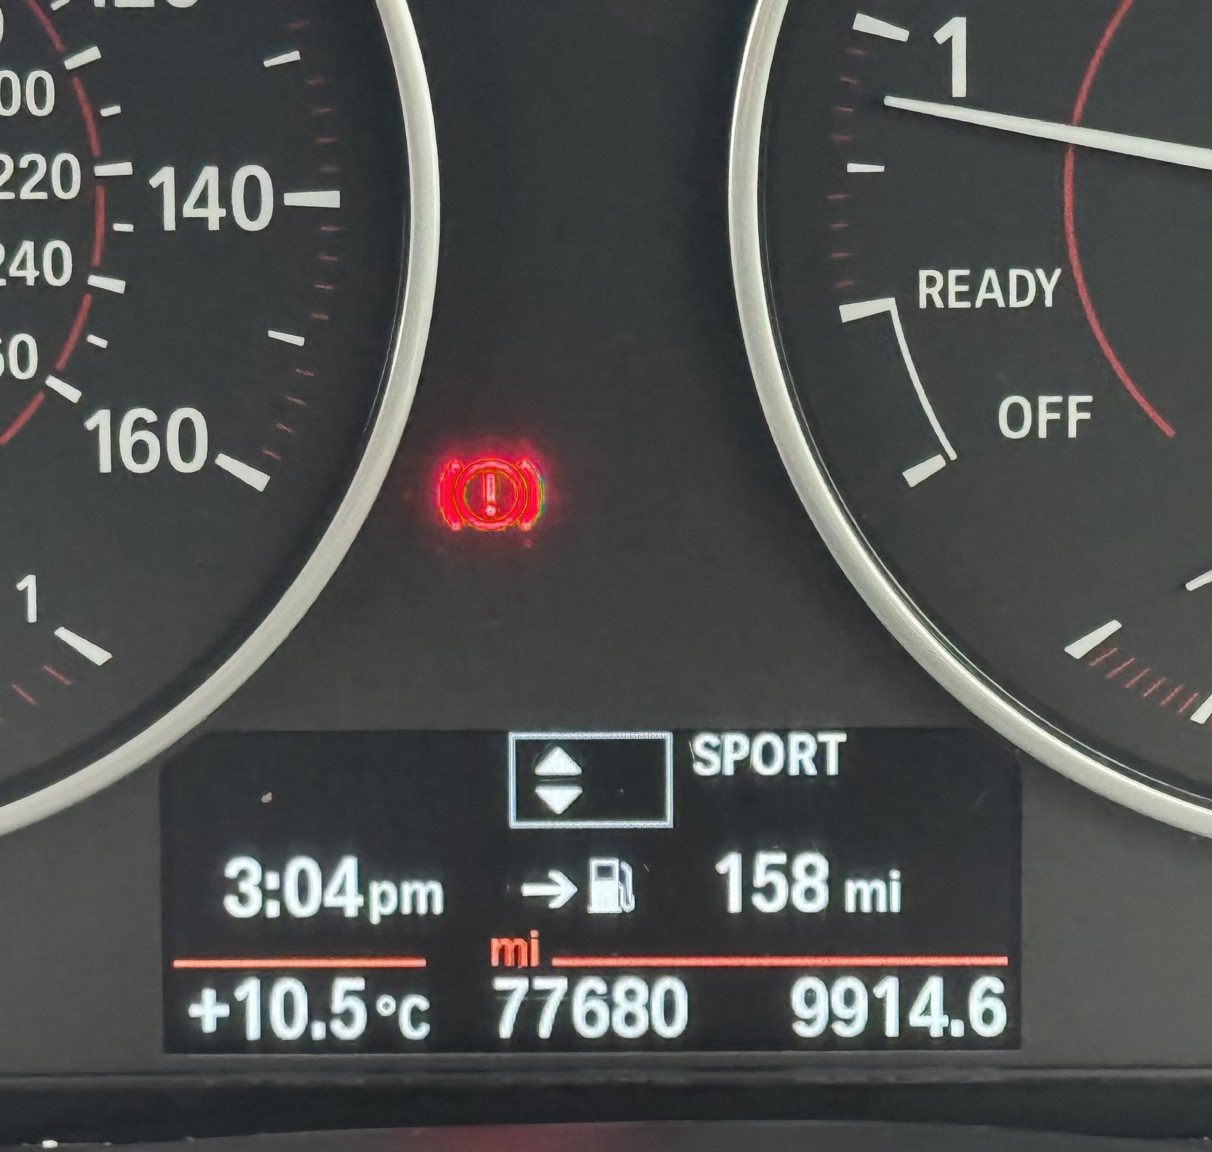 220
140
240
160
1
1
READY
OFF
SPORT
3:04pm
158 mi
mi
+10.5°C
77680
9914.6